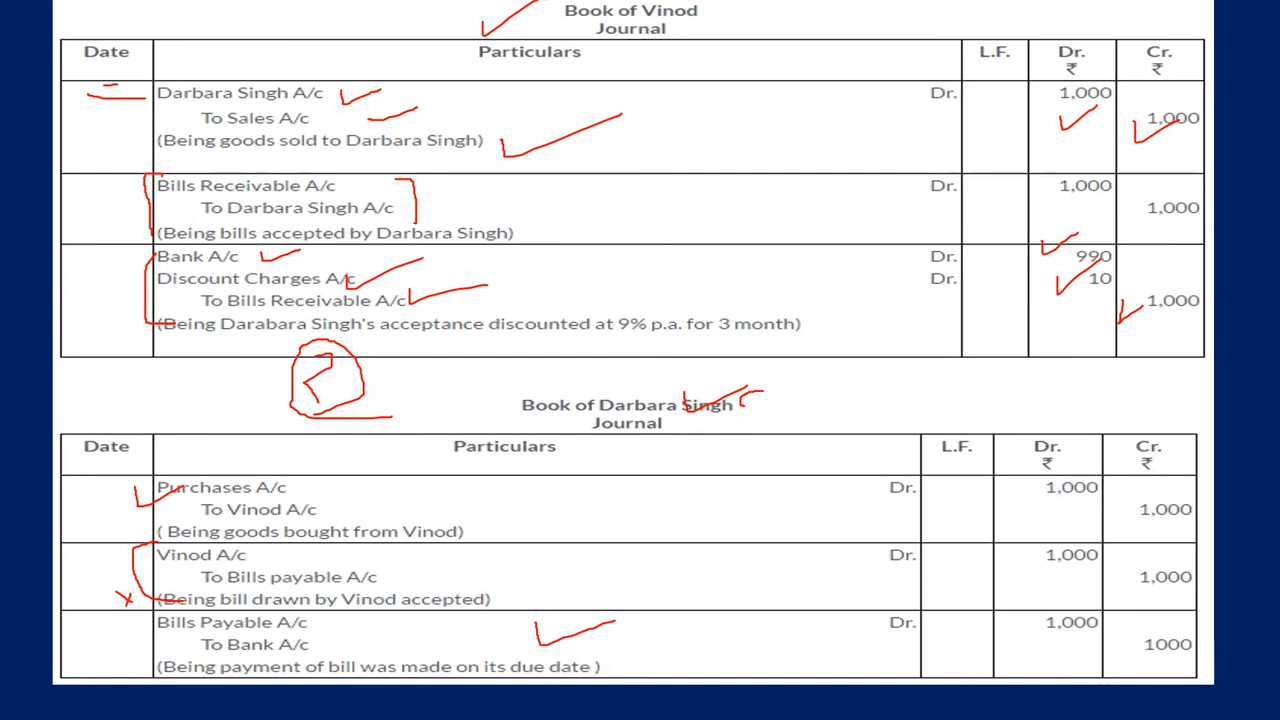 Book of Vinod
Journal
Date Particulars L.F. Dr. ₹ Cr. ₹
Darbara Singh A/c Dr. 1,000
To Sales A/c 1,000
(Being goods sold to Darbara Singh)
Bills Receivable A/c Dr. 1,000
To Darbara Singh A/c 1,000
(Being bills accepted by Darbara Singh)
Bank A/c Dr. 990
Discount Charges A/c Dr. 10
To Bills Receivable A/c 1,000
(Being Darabara Singh's acceptance discounted at 9% p.a. for 3 month)
Book of Darbara Singh
Journal
Date Particulars L.F. Dr. ₹ Cr. ₹
Purchases A/c Dr. 1,000
To Vinod A/c 1,000
( Being goods bought from Vinod)
Vinod A/c Dr. 1,000
To Bills payable A/c 1,000
(Being bill drawn by Vinod accepted)
Bills Payable A/c Dr. 1,000
To Bank A/c 1000
(Being payment of bill was made on its due date )